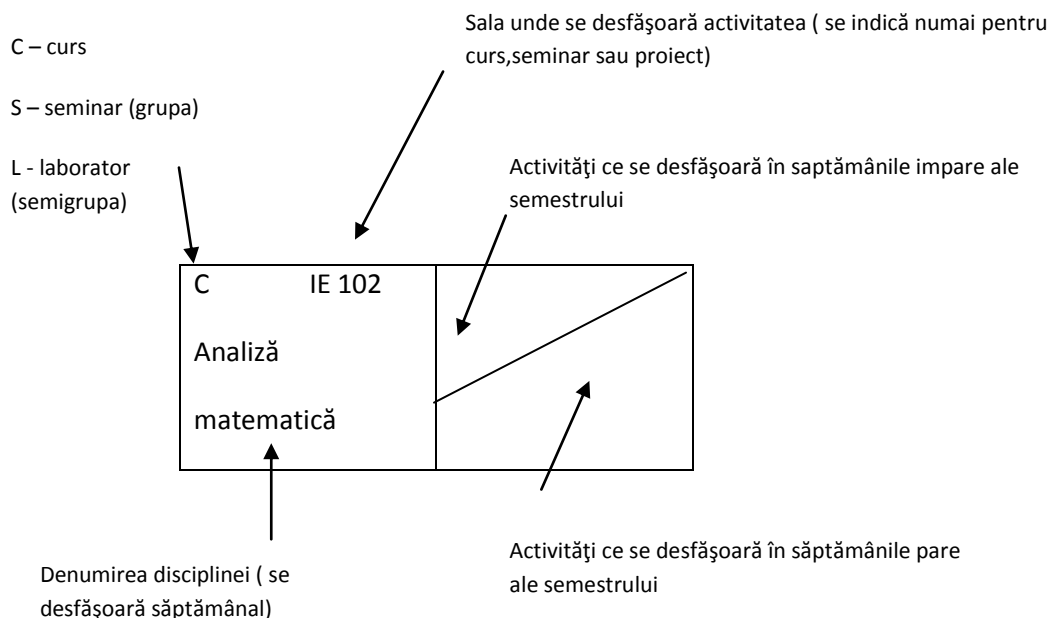 Sala unde se desfăşoară activitatea ( se indică numai pentru
curs,seminar sau proiect)
C – curs
S – seminar (grupa)
L - laborator
(semigrupa)
Activităţi ce se desfăşoară în saptămânile impare ale
semestrului
C IE 102
Analiză
matematică
Activităţi ce se desfăşoară în săptămânile pare
ale semestrului
Denumirea disciplinei ( se
desfăşoară săptămânal)